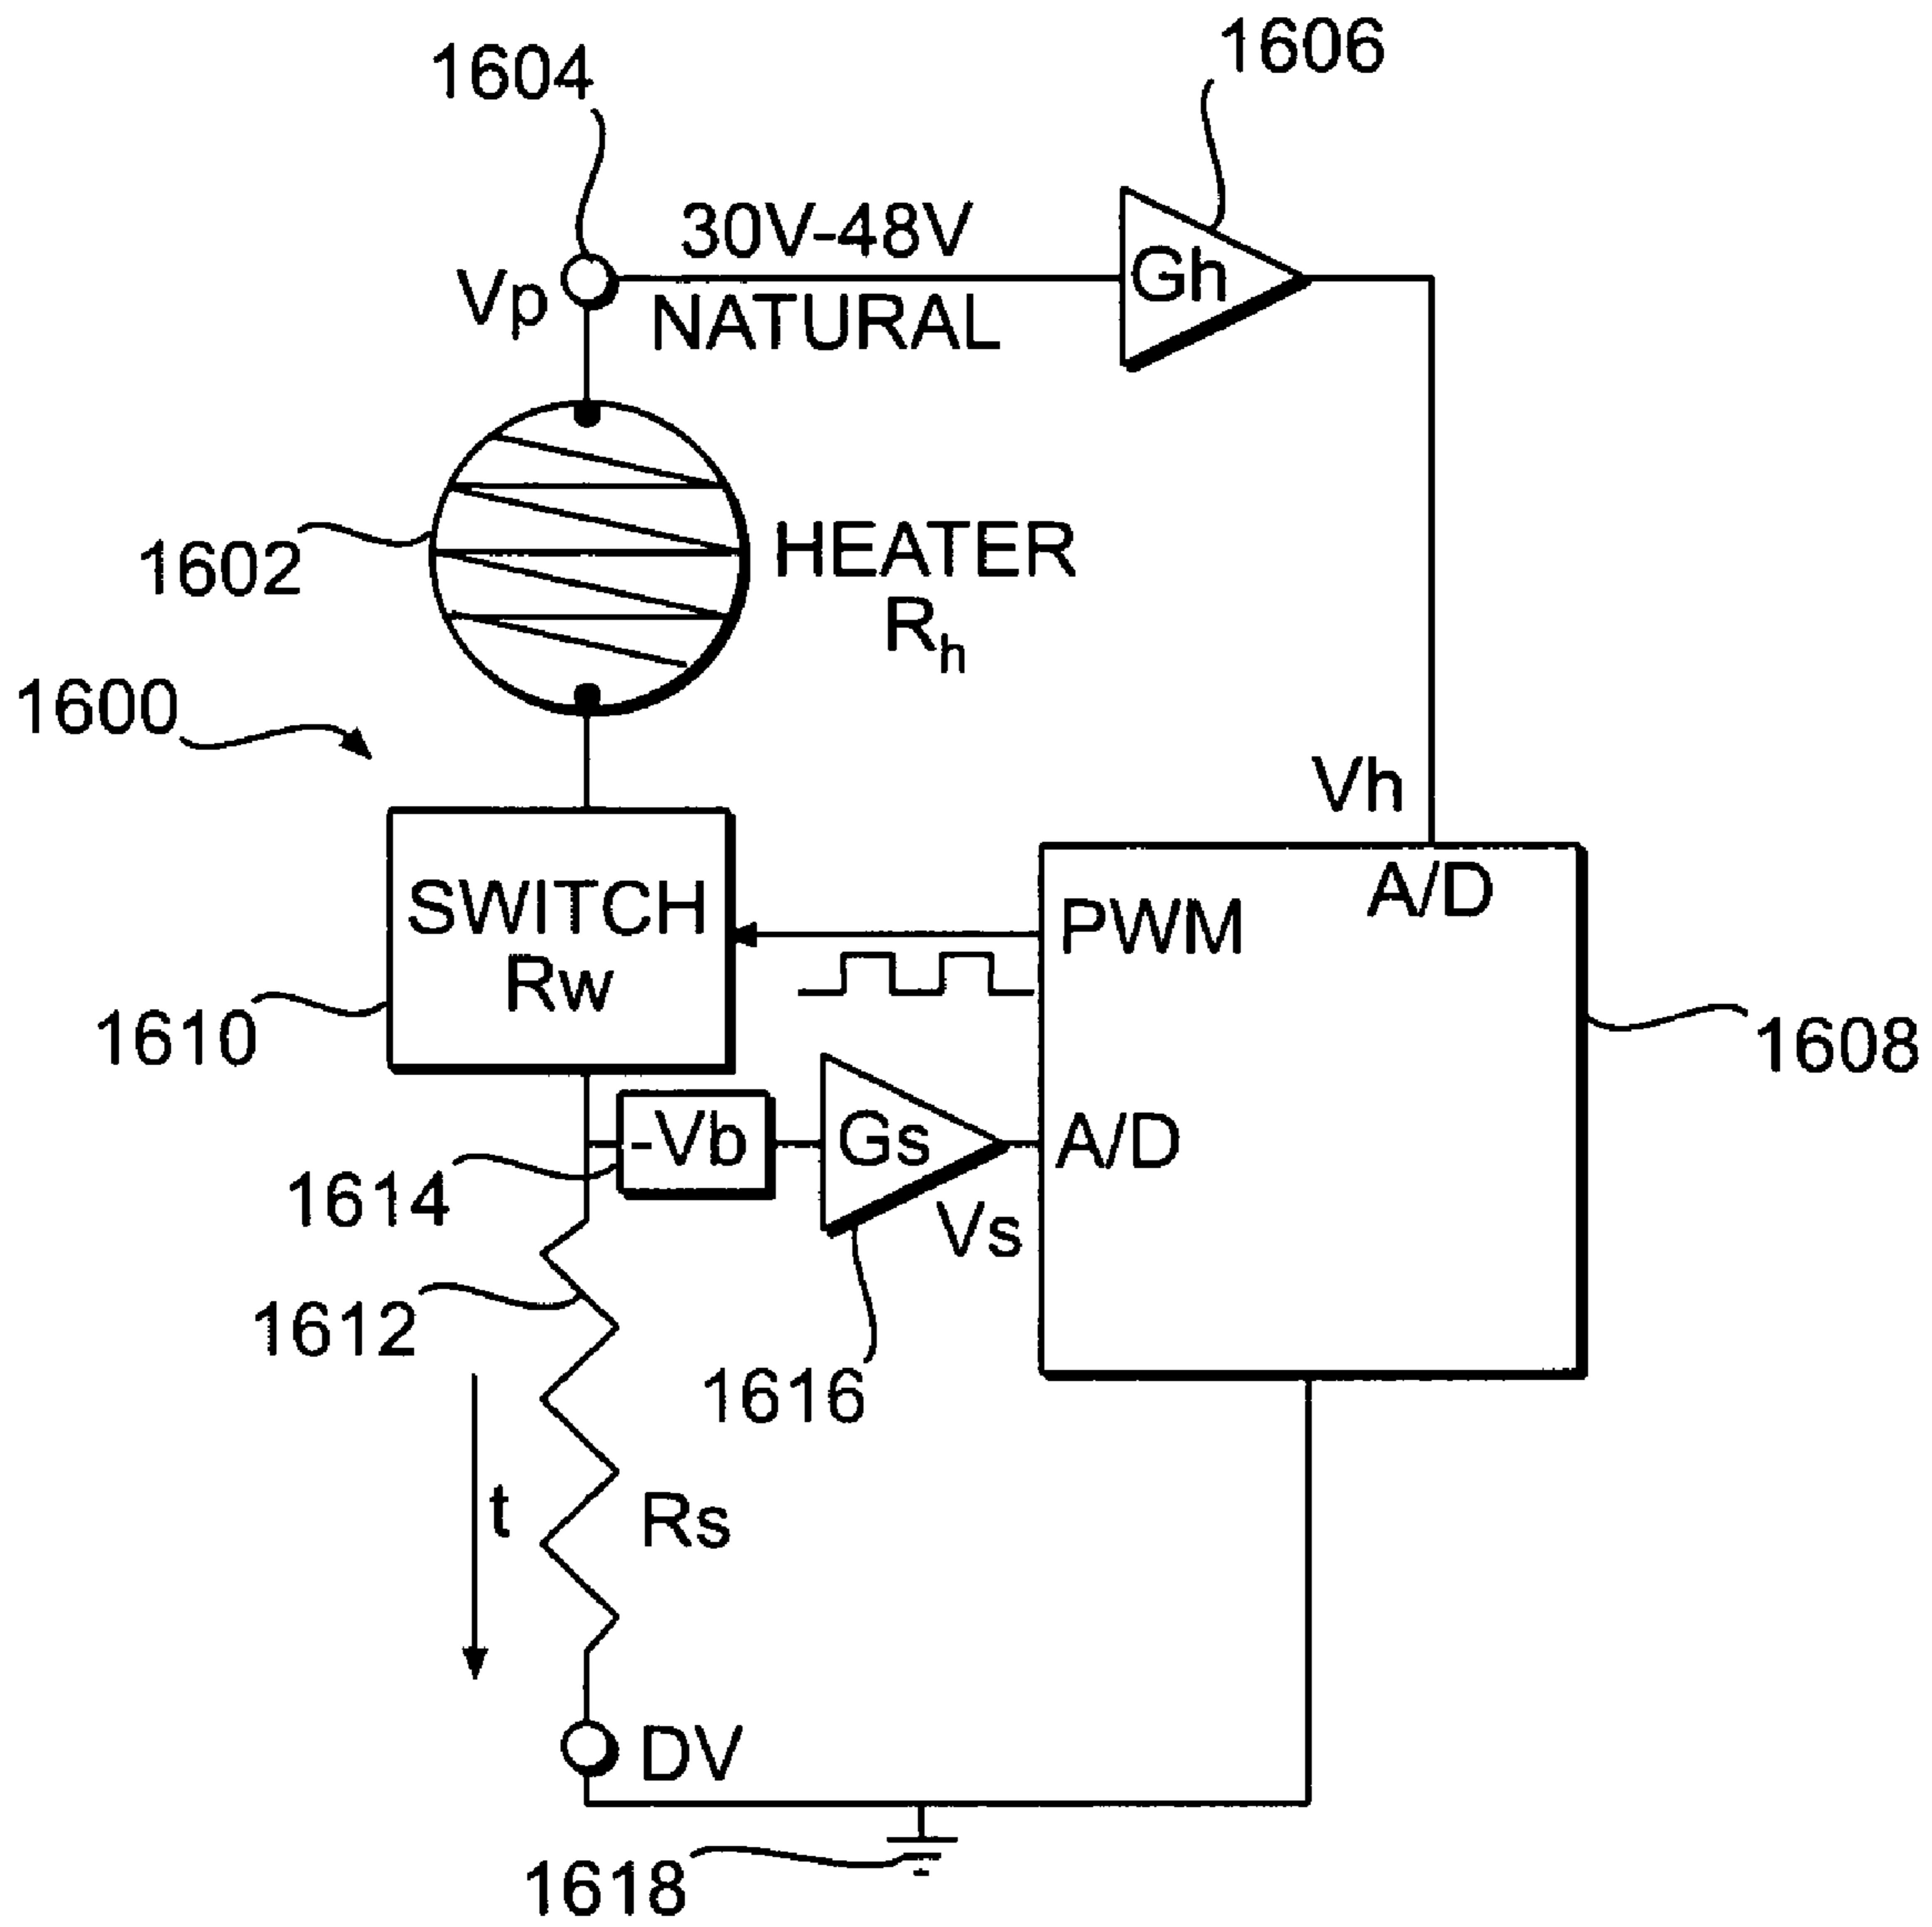 1604
1606
30V-48V
Vp
Gh
NATURAL
1602
HEATER
Rh
1600
Vh
SWITCH
Rw
PWM
A/D
1610
1608
-Vb
Gs
A/D
1614
Vs
1612
1616
t
Rs
DV
1618